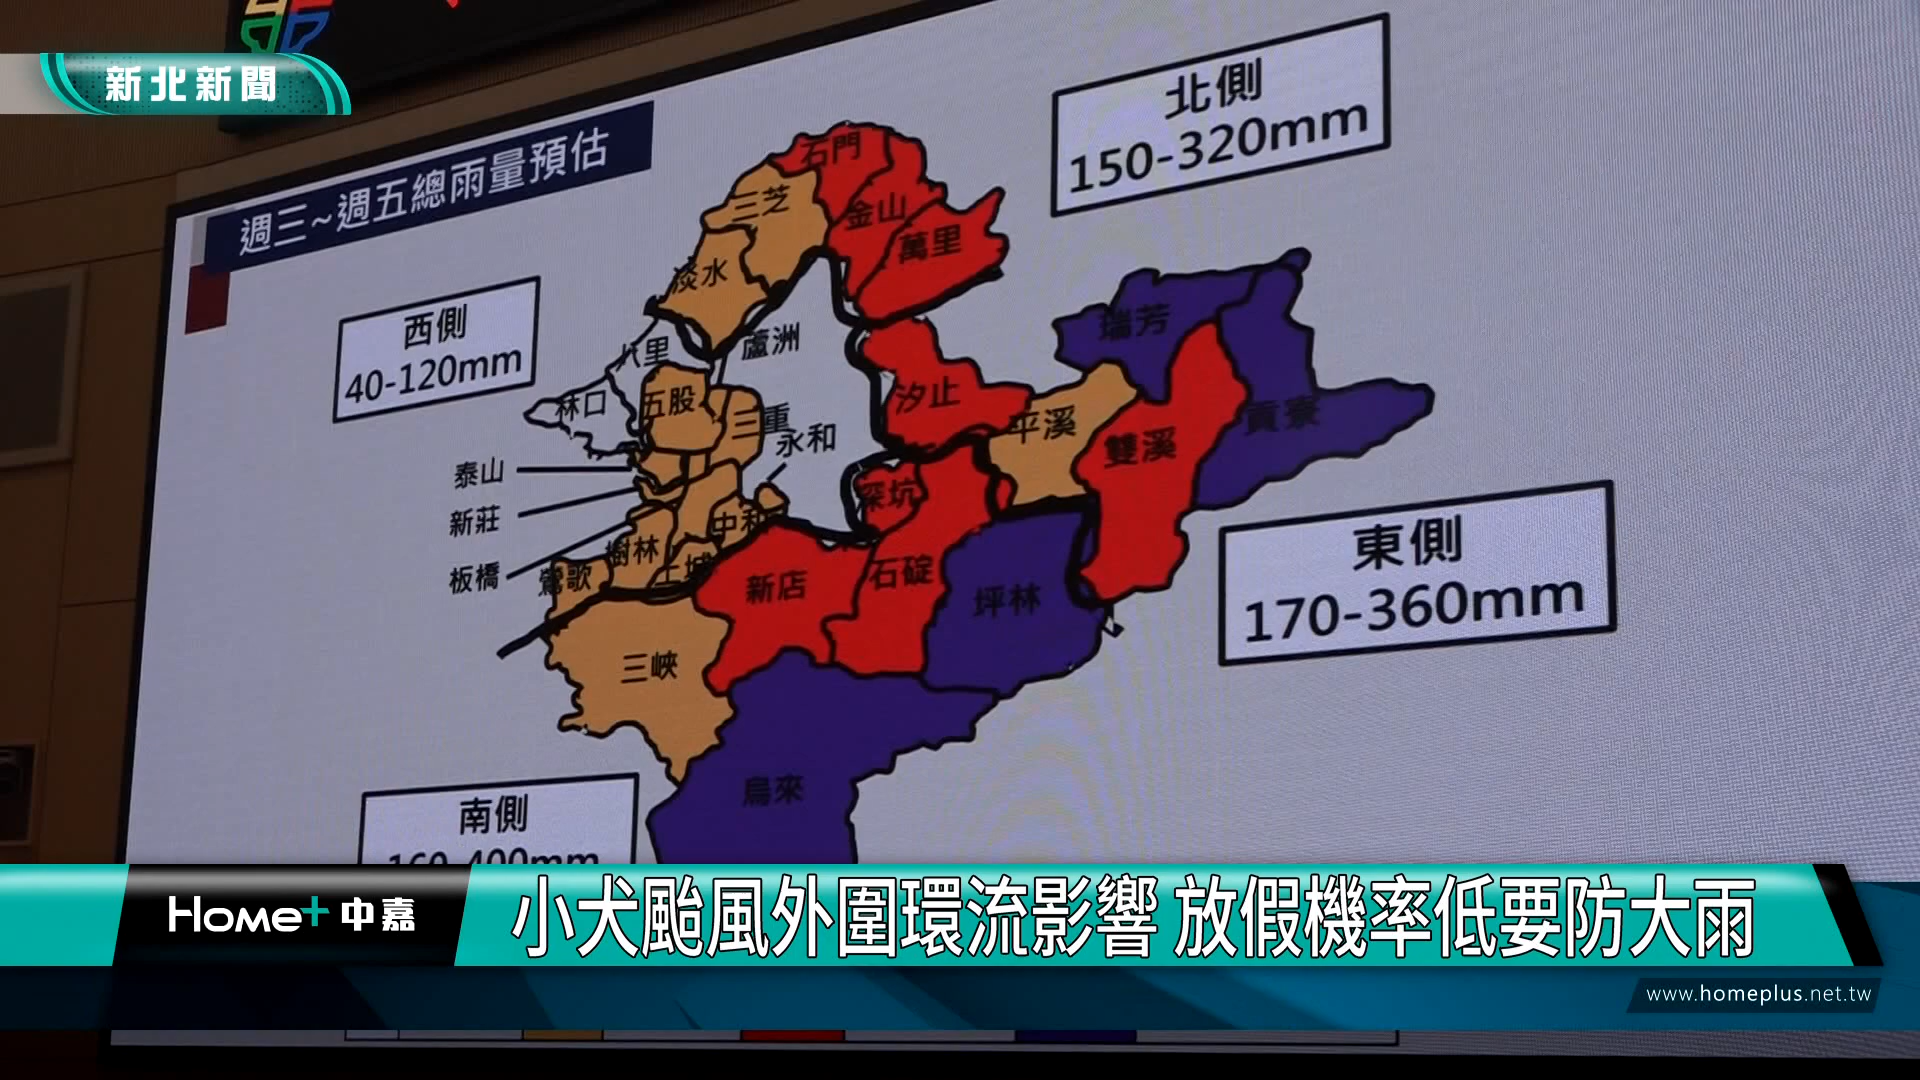 新北新聞
週三~週五總雨量預估
北側
150-320mm
西側
40-120mm
東側
170-360mm
南側
160-400mm
石門
三芝
金山
萬里
淡水
八里
蘆洲
林口
五股
三重
永和
汐止
瑞芳
平溪
雙溪
貢寮
泰山
新莊
板橋
樹林
鶯歌
土城
中和
深坑
石碇
新店
坪林
三峽
烏來
Home+中嘉
小犬颱風外圍環流影響 放假機率低要防大雨
www.homeplus.net.tw